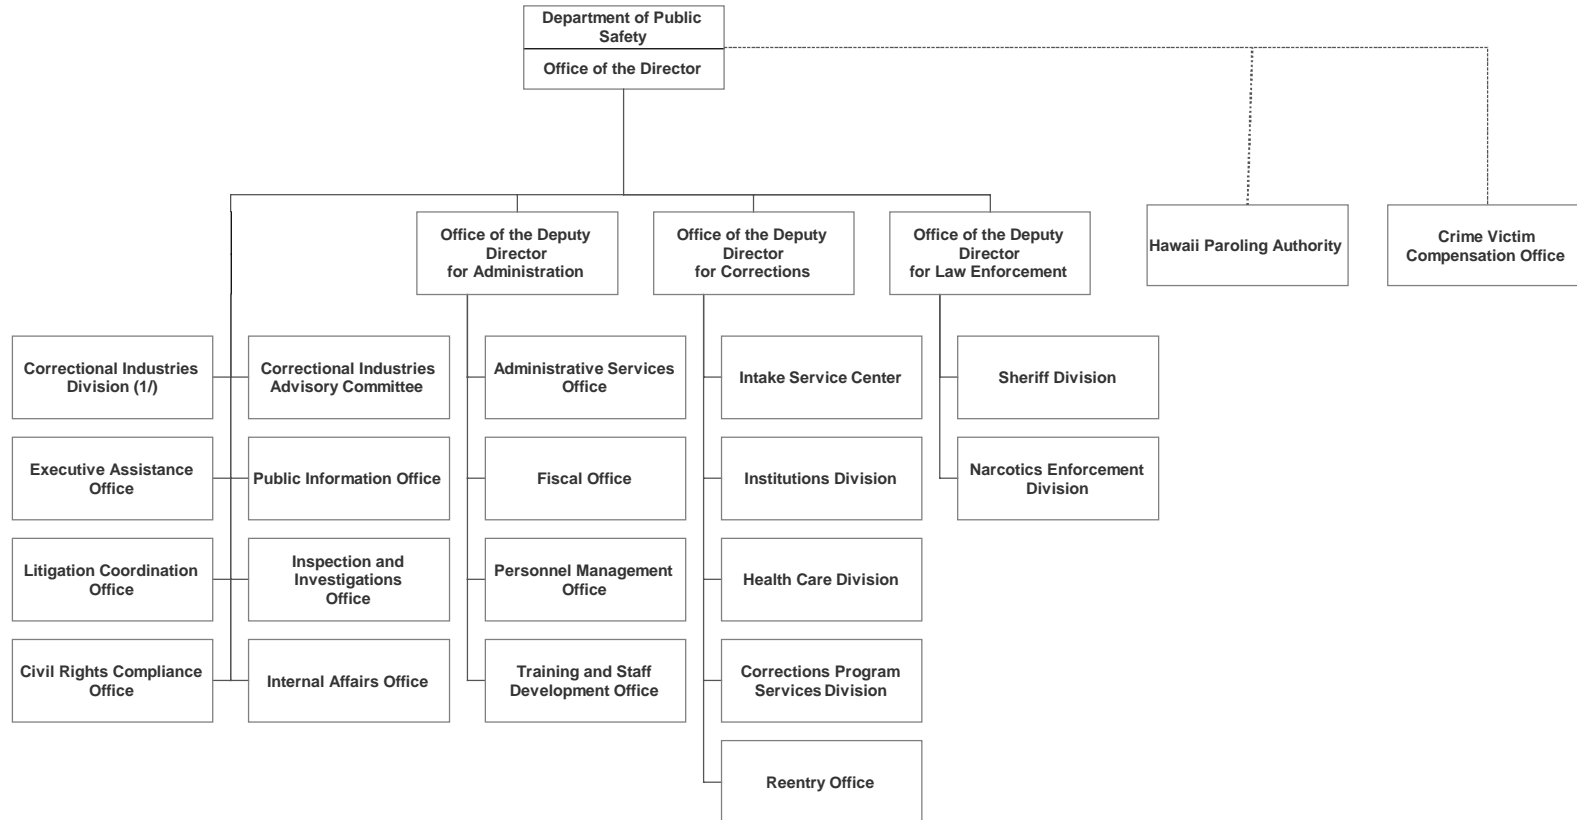 Department of Public
Safety
Office of the Director
Office of the Deputy
Director
for Administration
Office of the Deputy
Director
for Corrections
Office of the Deputy
Director
for Law Enforcement
Hawaii Paroling Authority
Crime Victim
Compensation Office
Correctional Industries
Division (1/)
Correctional Industries
Advisory Committee
Administrative Services
Office
Intake Service Center
Sheriff Division
Executive Assistance
Office
Public Information Office
Fiscal Office
Institutions Division
Narcotics Enforcement
Division
Litigation Coordination
Office
Inspection and
Investigations
Office
Personnel Management
Office
Health Care Division
Civil Rights Compliance
Office
Internal Affairs Office
Training and Staff
Development Office
Corrections Program
Services Division
Reentry Office